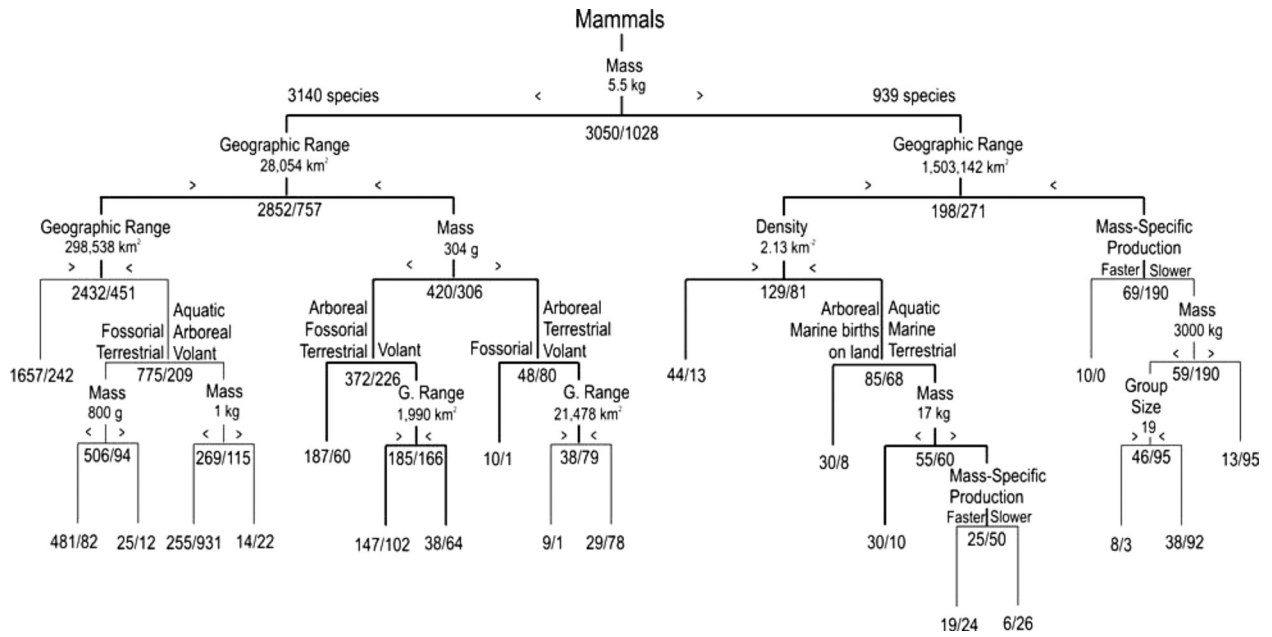 Mammals
Mass
5.5 kg
3140 species < > 939 species
3050/1028
Geographic Range
28,054 km²
> <
2852/757
Geographic Range
1,503,142 km²
> <
198/271
Geographic Range
298,538 km²
> <
2432/451
Mass
304 g
< >
420/306
Density
2.13 km⁻²
> <
129/81
Mass-Specific
Production
Faster Slower
69/190
1657/242
Fossorial
Terrestrial
Aquatic
Arboreal
Volant
775/209
Arboreal
Fossorial
Terrestrial
Volant
372/226
Fossorial
Arboreal
Terrestrial
Volant
48/80
44/13
Arboreal
Marine births
on land
Aquatic
Marine
Terrestrial
85/68
10/0
Mass
3000 kg
< >
59/190
Mass
800 g
< >
506/94
Mass
1 kg
< >
269/115
187/60
G. Range
1,990 km²
> <
185/166
10/1
G. Range
21,478 km²
> <
38/79
30/8
Mass
17 kg
< >
55/60
Group
Size
19
> <
46/95
13/95
481/82
25/12
255/931
14/22
147/102
38/64
9/1
29/78
30/10
Mass-Specific
Production
Faster Slower
25/50
8/3
38/92
19/24
6/26